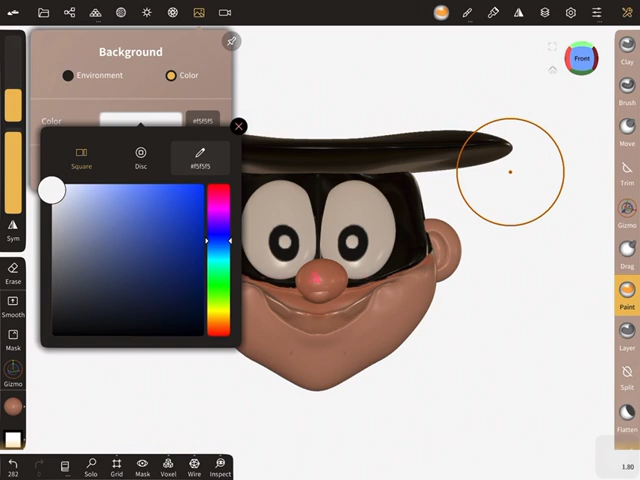 Background
Environment
Color
Color
#f5f5f5
Square
Disc
#f5f5f5
Front
Clay
Brush
Move
Trim
Gizmo
Drag
Paint
Layer
Split
Flatten
Sym
Erase
Smooth
Mask
Gizmo
282
0
Solo
Grid
Mask
Voxel
Wire
Inspect
1.80